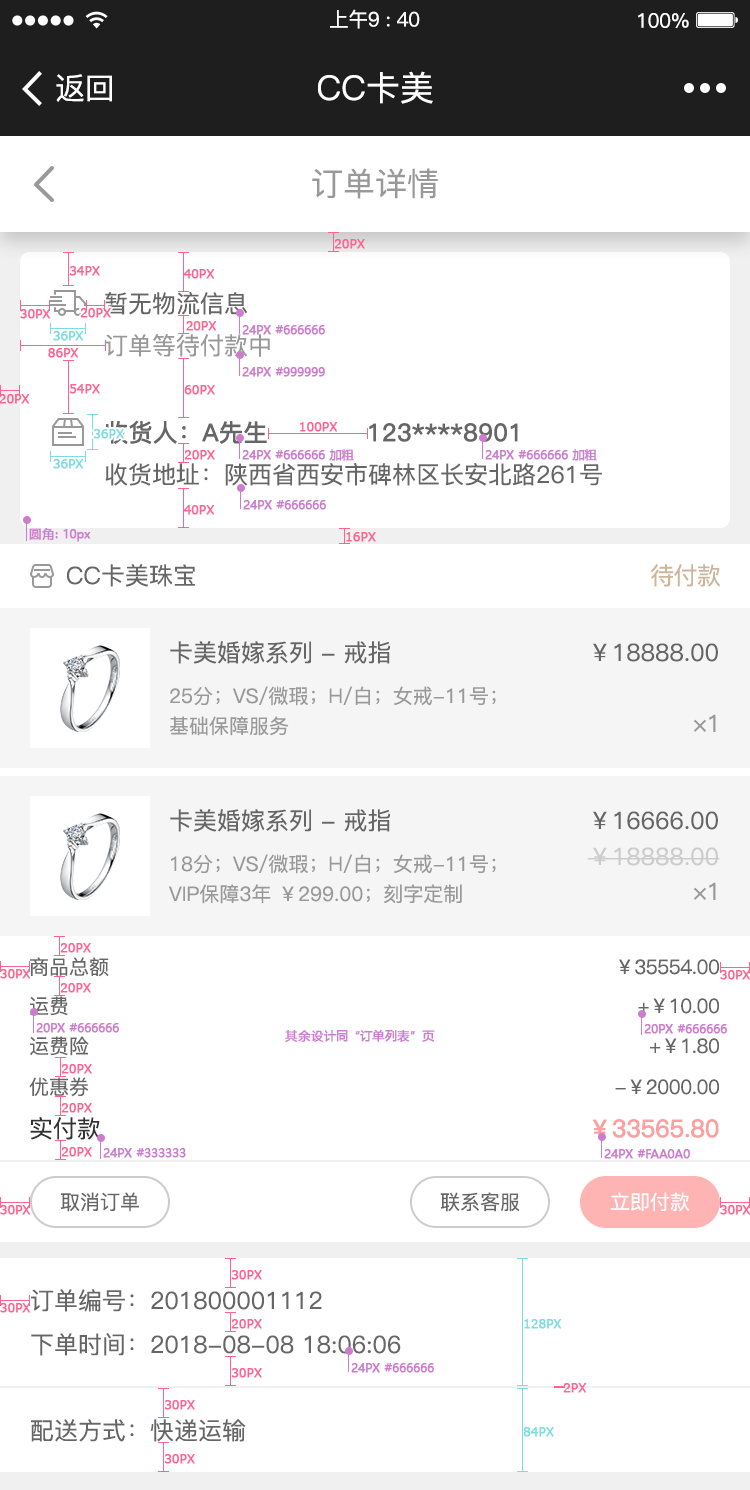 上午9 : 40
100%
返回
CC卡美
订单详情
20PX
34PX
40PX
暂无物流信息
30PX
20PX
20PX
24PX #666666
36PX
订单等待付款中
86PX
24PX #999999
54PX
60PX
20PX
收货人：A先生
100PX
123****8901
36PX
20PX
24PX #666666 加粗
24PX #666666 加粗
36PX
收货地址：陕西省西安市碑林区长安北路261号
24PX #666666
40PX
圆角: 10px
16PX
CC卡美珠宝
待付款
卡美婚嫁系列 – 戒指
￥18888.00
25分；VS/微瑕；H/白；女戒–11号；
基础保障服务
×1
卡美婚嫁系列 – 戒指
￥16666.00
￥18888.00
18分；VS/微瑕；H/白；女戒–11号；
VIP保障3年 ￥299.00；刻字定制
×1
20PX
30PX
商品总额
￥35554.00
30PX
20PX
运费
+￥10.00
20PX #666666
20PX #666666
其余设计同“订单列表”页
运费险
+￥1.80
20PX
优惠券
–￥2000.00
20PX
实付款
￥33565.80
20PX
24PX #333333
24PX #FAA0A0
30PX
取消订单
联系客服
立即付款
30PX
30PX
30PX
订单编号：201800001112
20PX
128PX
下单时间：2018–08–08 18:06:06
30PX
24PX #666666
2PX
30PX
配送方式：快递运输
84PX
30PX